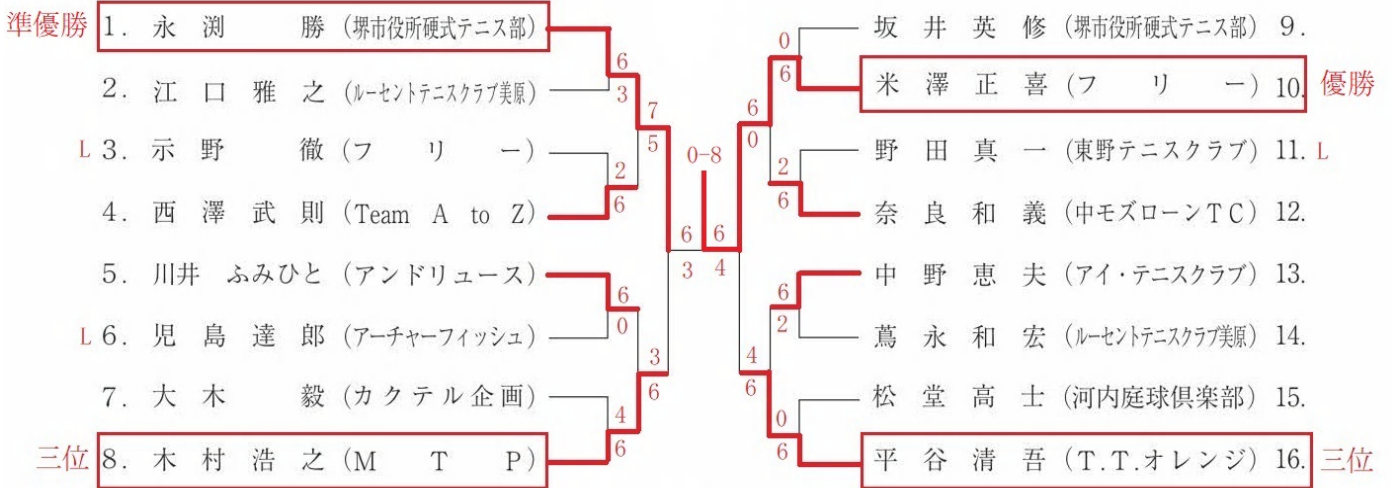 準優勝 1. 永渕 勝 (堺市役所硬式テニス部)
2. 江口雅之 (ルーセントテニスクラブ美原)
L 3. 示野 徹 (フリー)
4. 西澤武則 (Team A to Z)
5. 川井 ふみひと (アンドリュース)
L 6. 児島達郎 (アーチャーフィッシュ)
7. 大木 毅 (カクテル企画)
三位 8. 木村浩之 (MTP)
6
3
2
6
6
0
4
6
7
5
3
6
6
3
0-8
6
4
6
0
4
6
0
6
2
6
6
2
0
6
坂井英修 (堺市役所硬式テニス部) 9.
米澤正喜 (フリー) 10. 優勝
野田真一 (東野テニスクラブ) 11. L
奈良和義 (中モズローンTC) 12.
中野恵夫 (アイ・テニスクラブ) 13.
蔦永和宏 (ルーセントテニスクラブ美原) 14.
松堂高士 (河内庭球倶楽部) 15.
平谷清吾 (T.T.オレンジ) 16. 三位